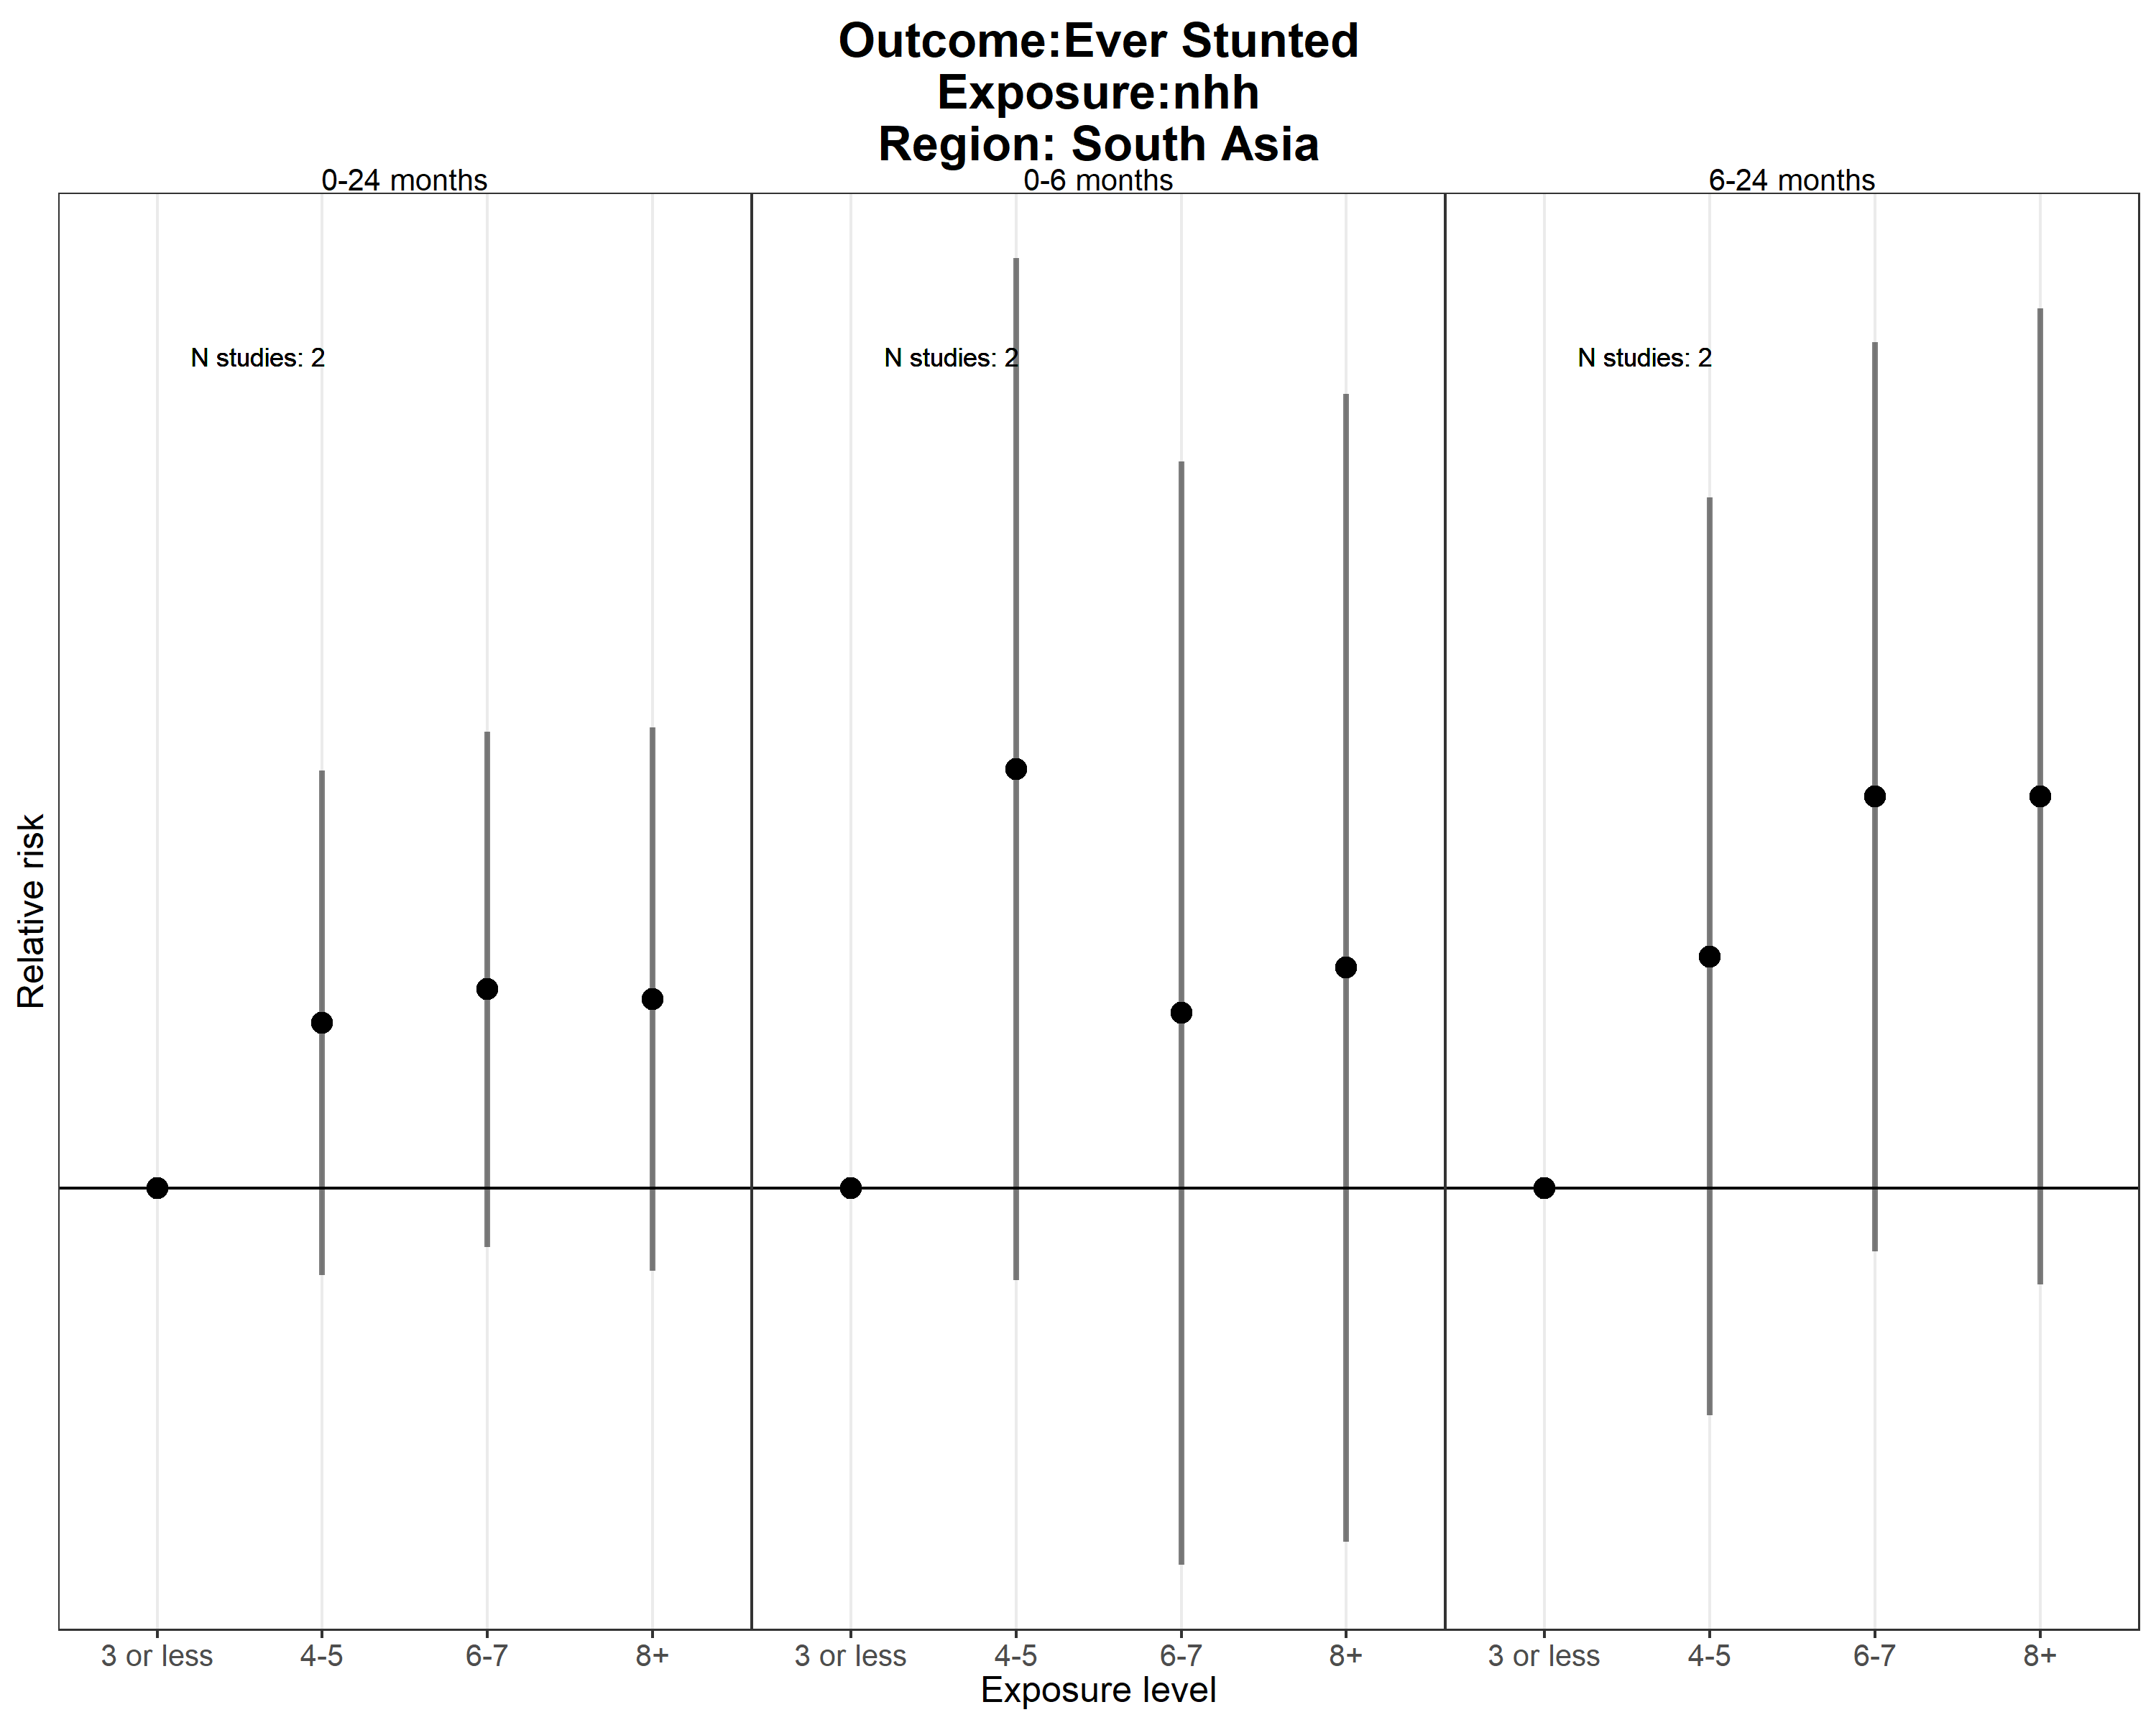 Outcome:Ever Stunted
Exposure:nhh
Region: South Asia
0-24 months
0-6 months
6-24 months
N studies: 2
N studies: 2
N studies: 2
Relative risk
3 or less
4-5
6-7
8+
3 or less
4-5
6-7
8+
3 or less
4-5
6-7
8+
Exposure level